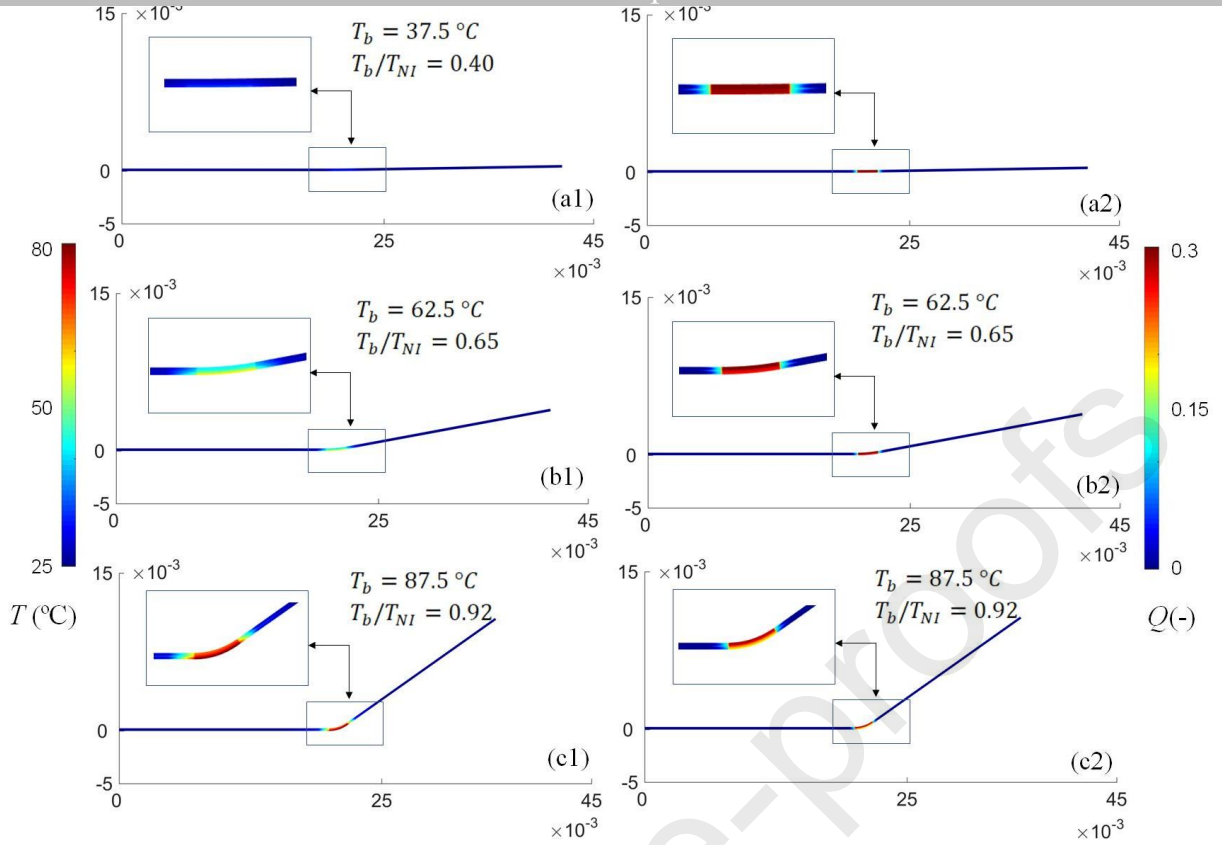 15 × 10⁻³
T_b = 37.5 °C
T_b/T_NI = 0.40
0
-5
(a1)
0 25 45
× 10⁻³
15 × 10⁻³
0
-5
(a2)
0 25 45
× 10⁻³
80
50
25
T (ºC)
15 × 10⁻³
T_b = 62.5 °C
T_b/T_NI = 0.65
0
-5
(b1)
0 25 45
× 10⁻³
15 × 10⁻³
T_b = 62.5 °C
T_b/T_NI = 0.65
0
-5
(b2)
0 25 45
× 10⁻³
0.3
0.15
0
Q(-)
15 × 10⁻³
T_b = 87.5 °C
T_b/T_NI = 0.92
0
-5
(c1)
0 25 45
× 10⁻³
15 × 10⁻³
T_b = 87.5 °C
T_b/T_NI = 0.92
0
-5
(c2)
0 25 45
× 10⁻³
e-proofs